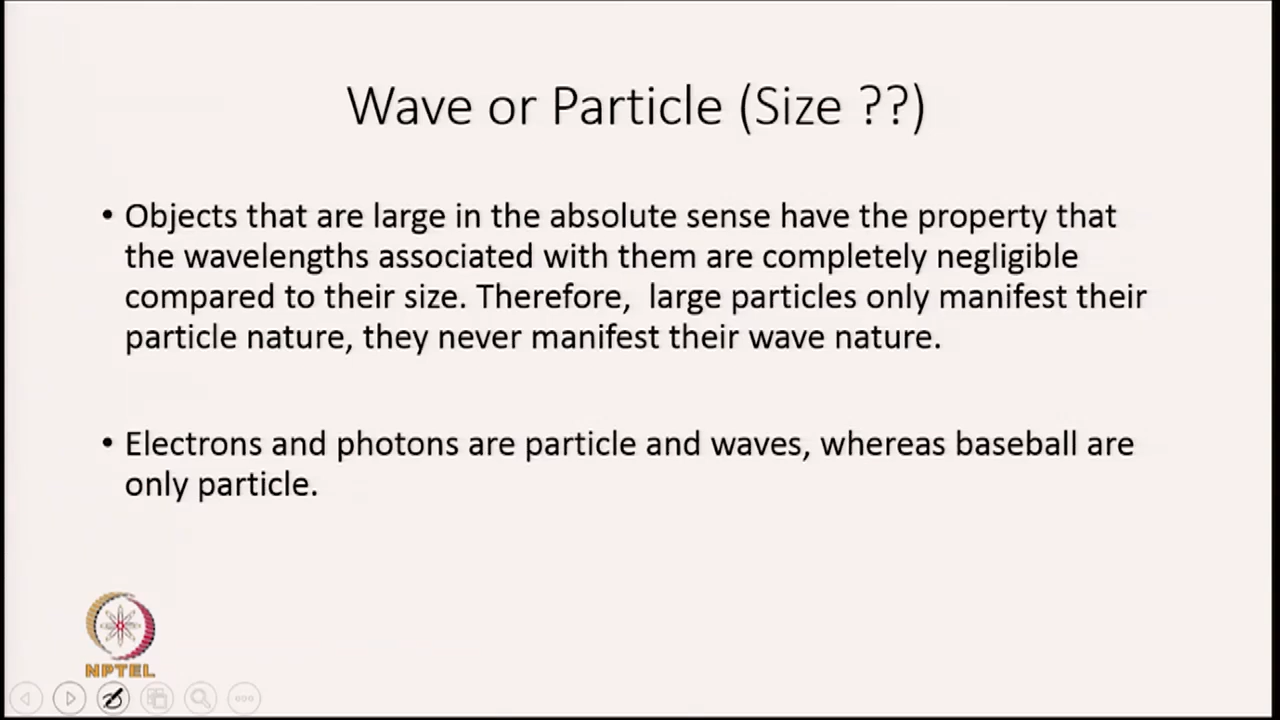 Wave or Particle (Size ??)
• Objects that are large in the absolute sense have the property that
the wavelengths associated with them are completely negligible
compared to their size. Therefore,  large particles only manifest their
particle nature, they never manifest their wave nature.
• Electrons and photons are particle and waves, whereas baseball are
only particle.
NPTEL